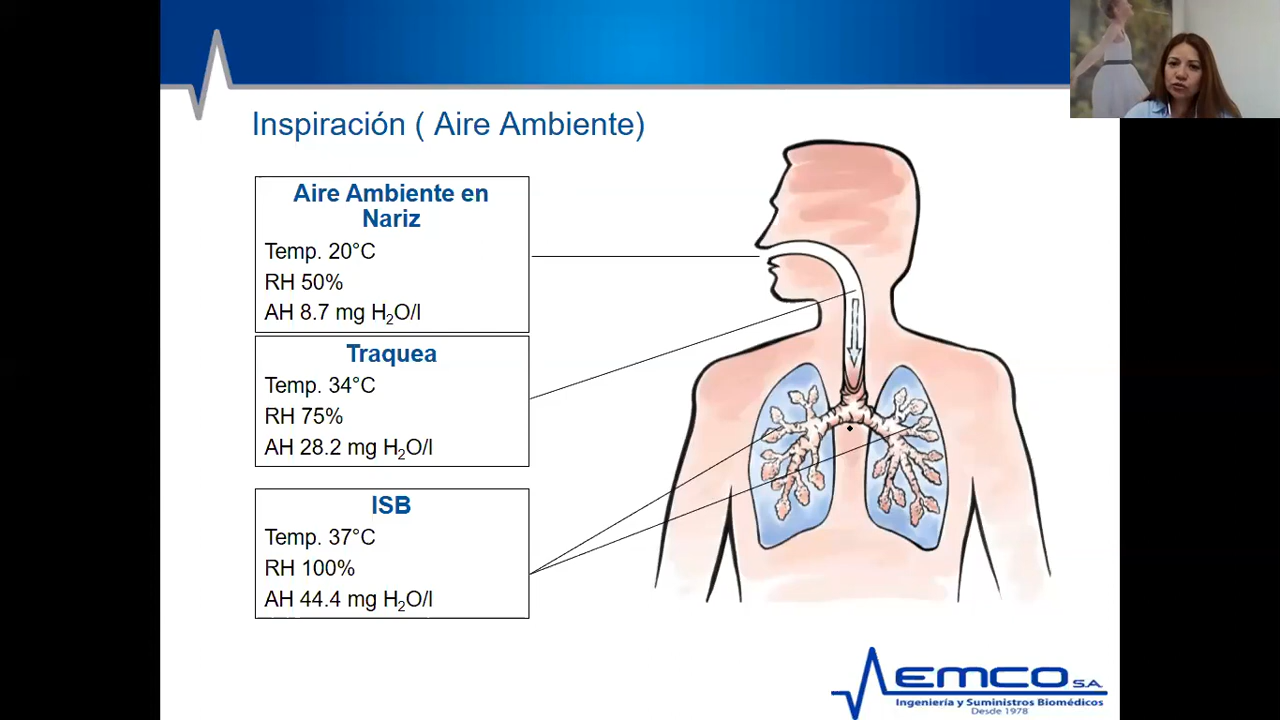 Inspiración ( Aire Ambiente)
Aire Ambiente en
Nariz
Temp. 20°C
RH 50%
AH 8.7 mg H₂O/l
Traquea
Temp. 34°C
RH 75%
AH 28.2 mg H₂O/l
ISB
Temp. 37°C
RH 100%
AH 44.4 mg H₂O/l
EMCO S.A.
Ingeniería y Suministros Biomédicos
Desde 1978